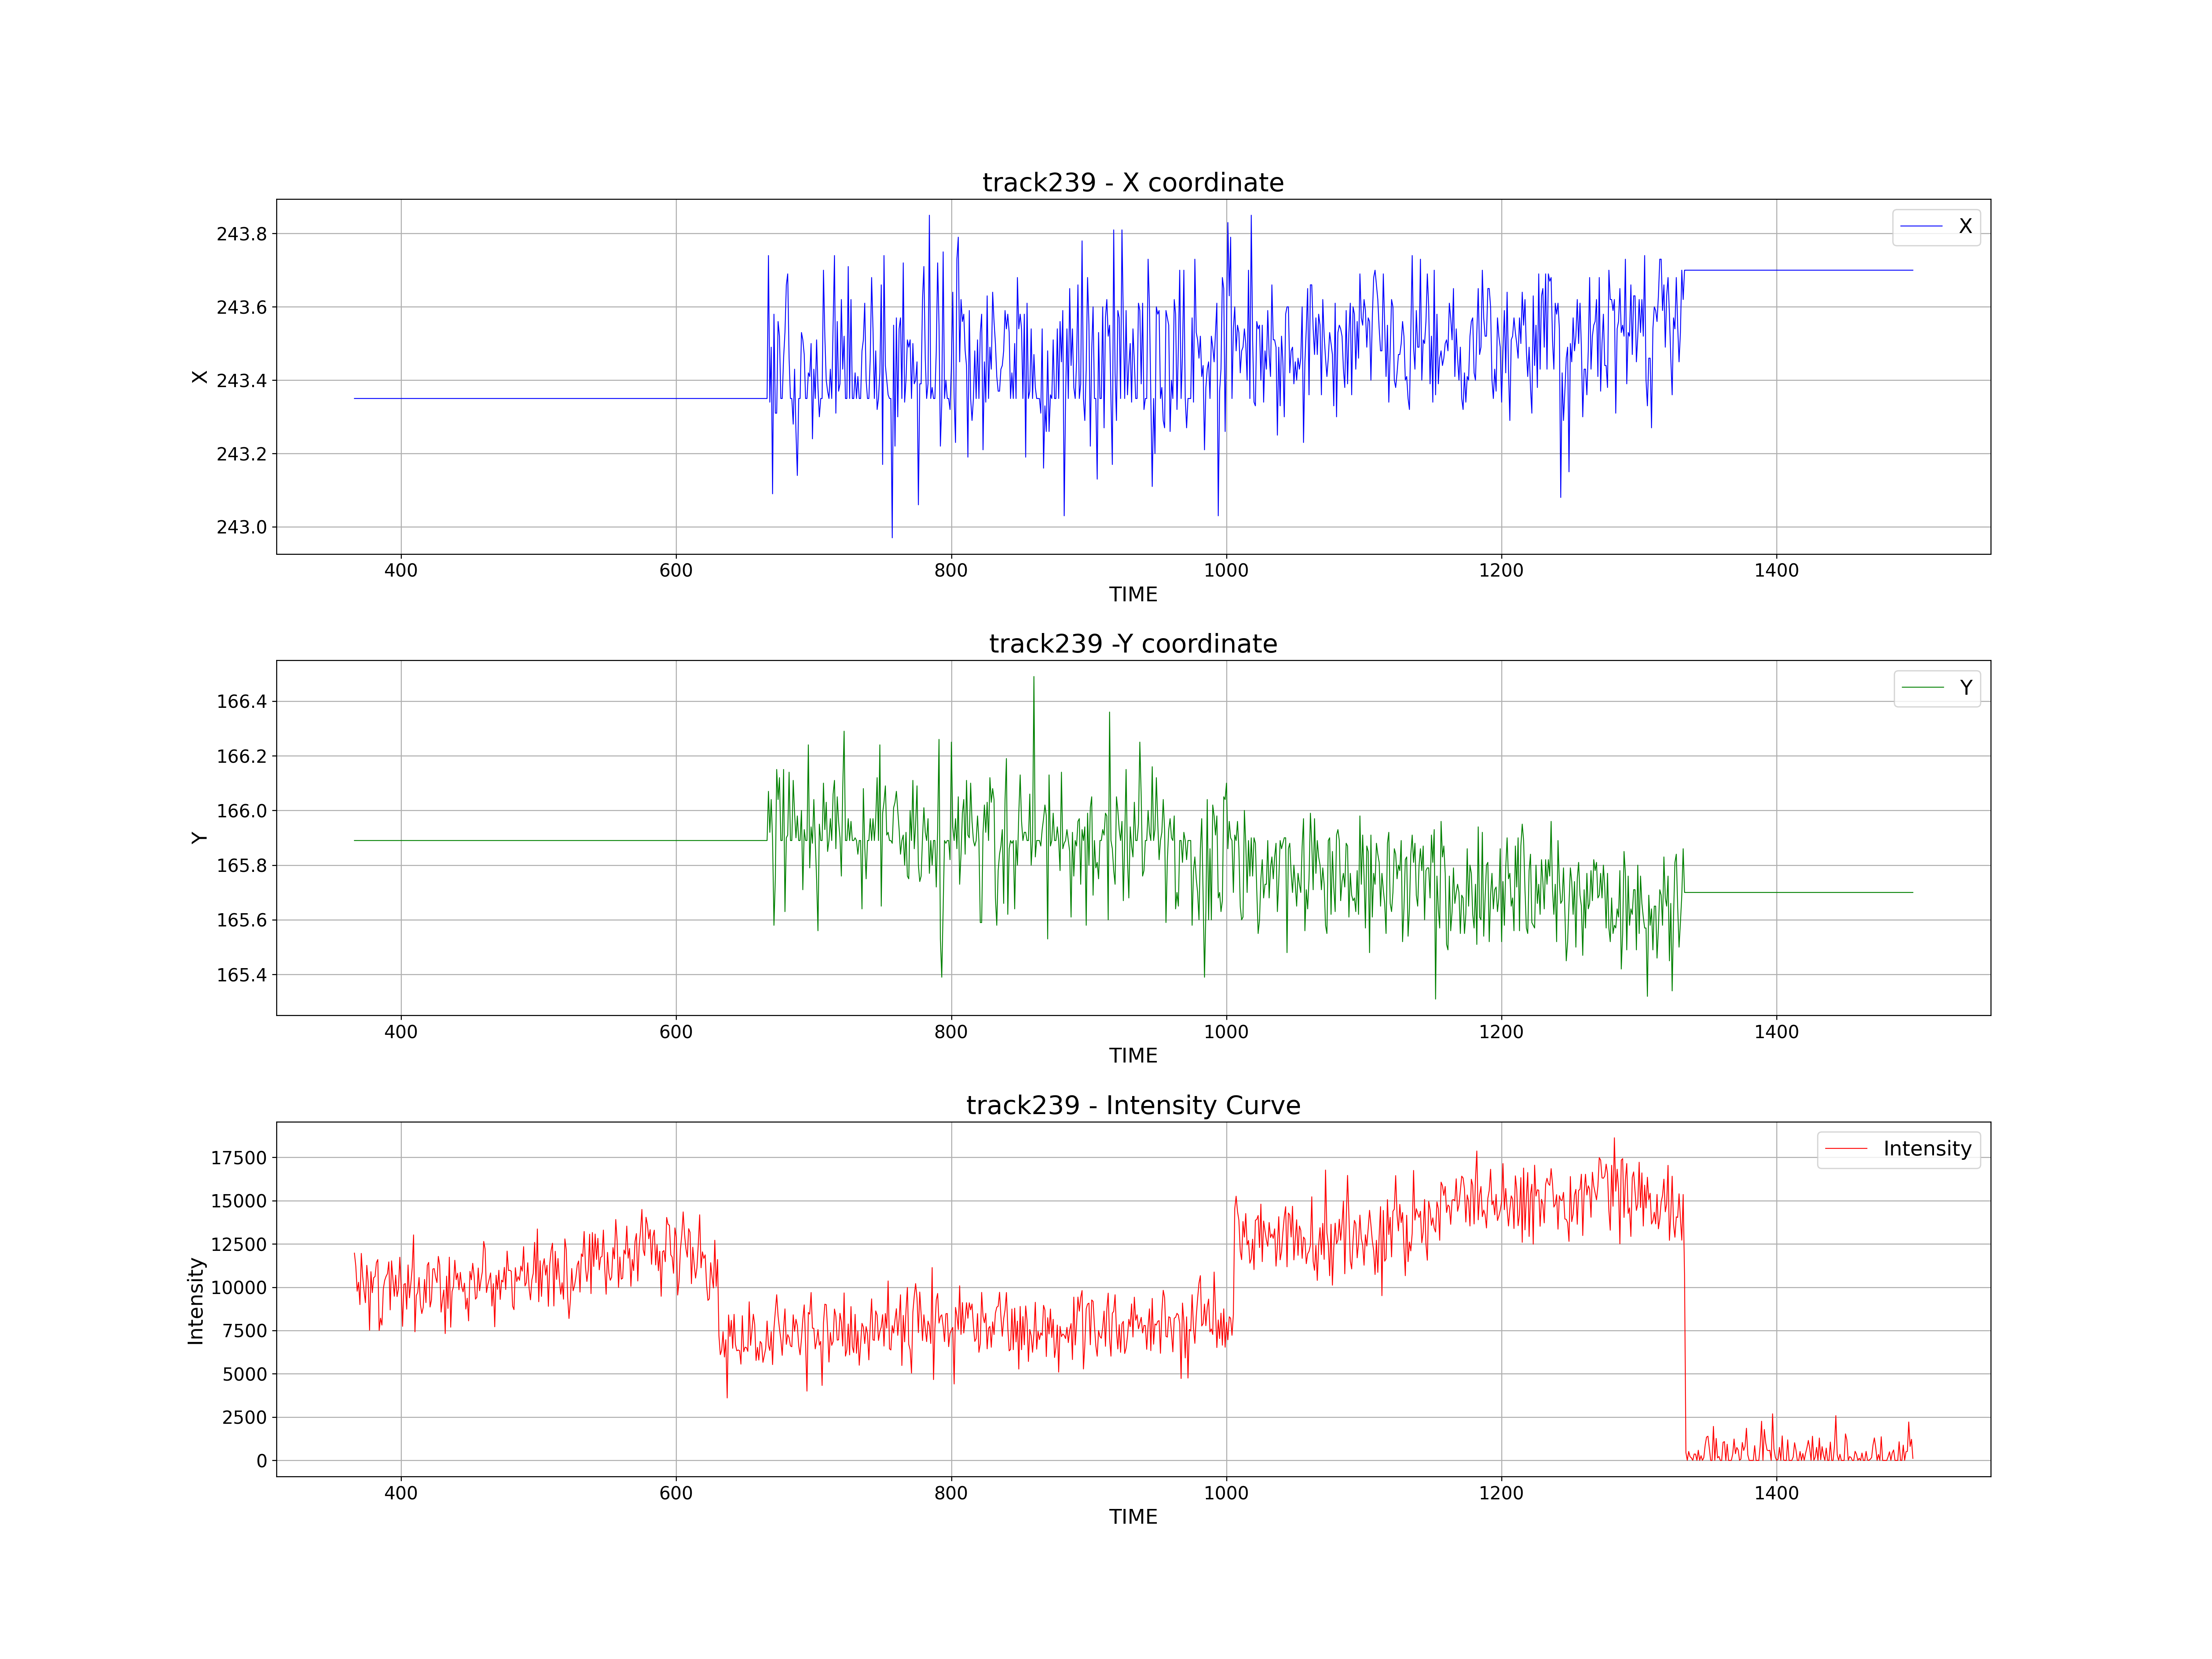 track239 - X coordinate
X
243.8
243.6
243.4
243.2
243.0
X
400 600 800 1000 1200 1400
TIME
track239 -Y coordinate
Y
166.4
166.2
166.0
165.8
165.6
165.4
Y
400 600 800 1000 1200 1400
TIME
track239 - Intensity Curve
Intensity
17500
15000
12500
10000
7500
5000
2500
0
Intensity
400 600 800 1000 1200 1400
TIME